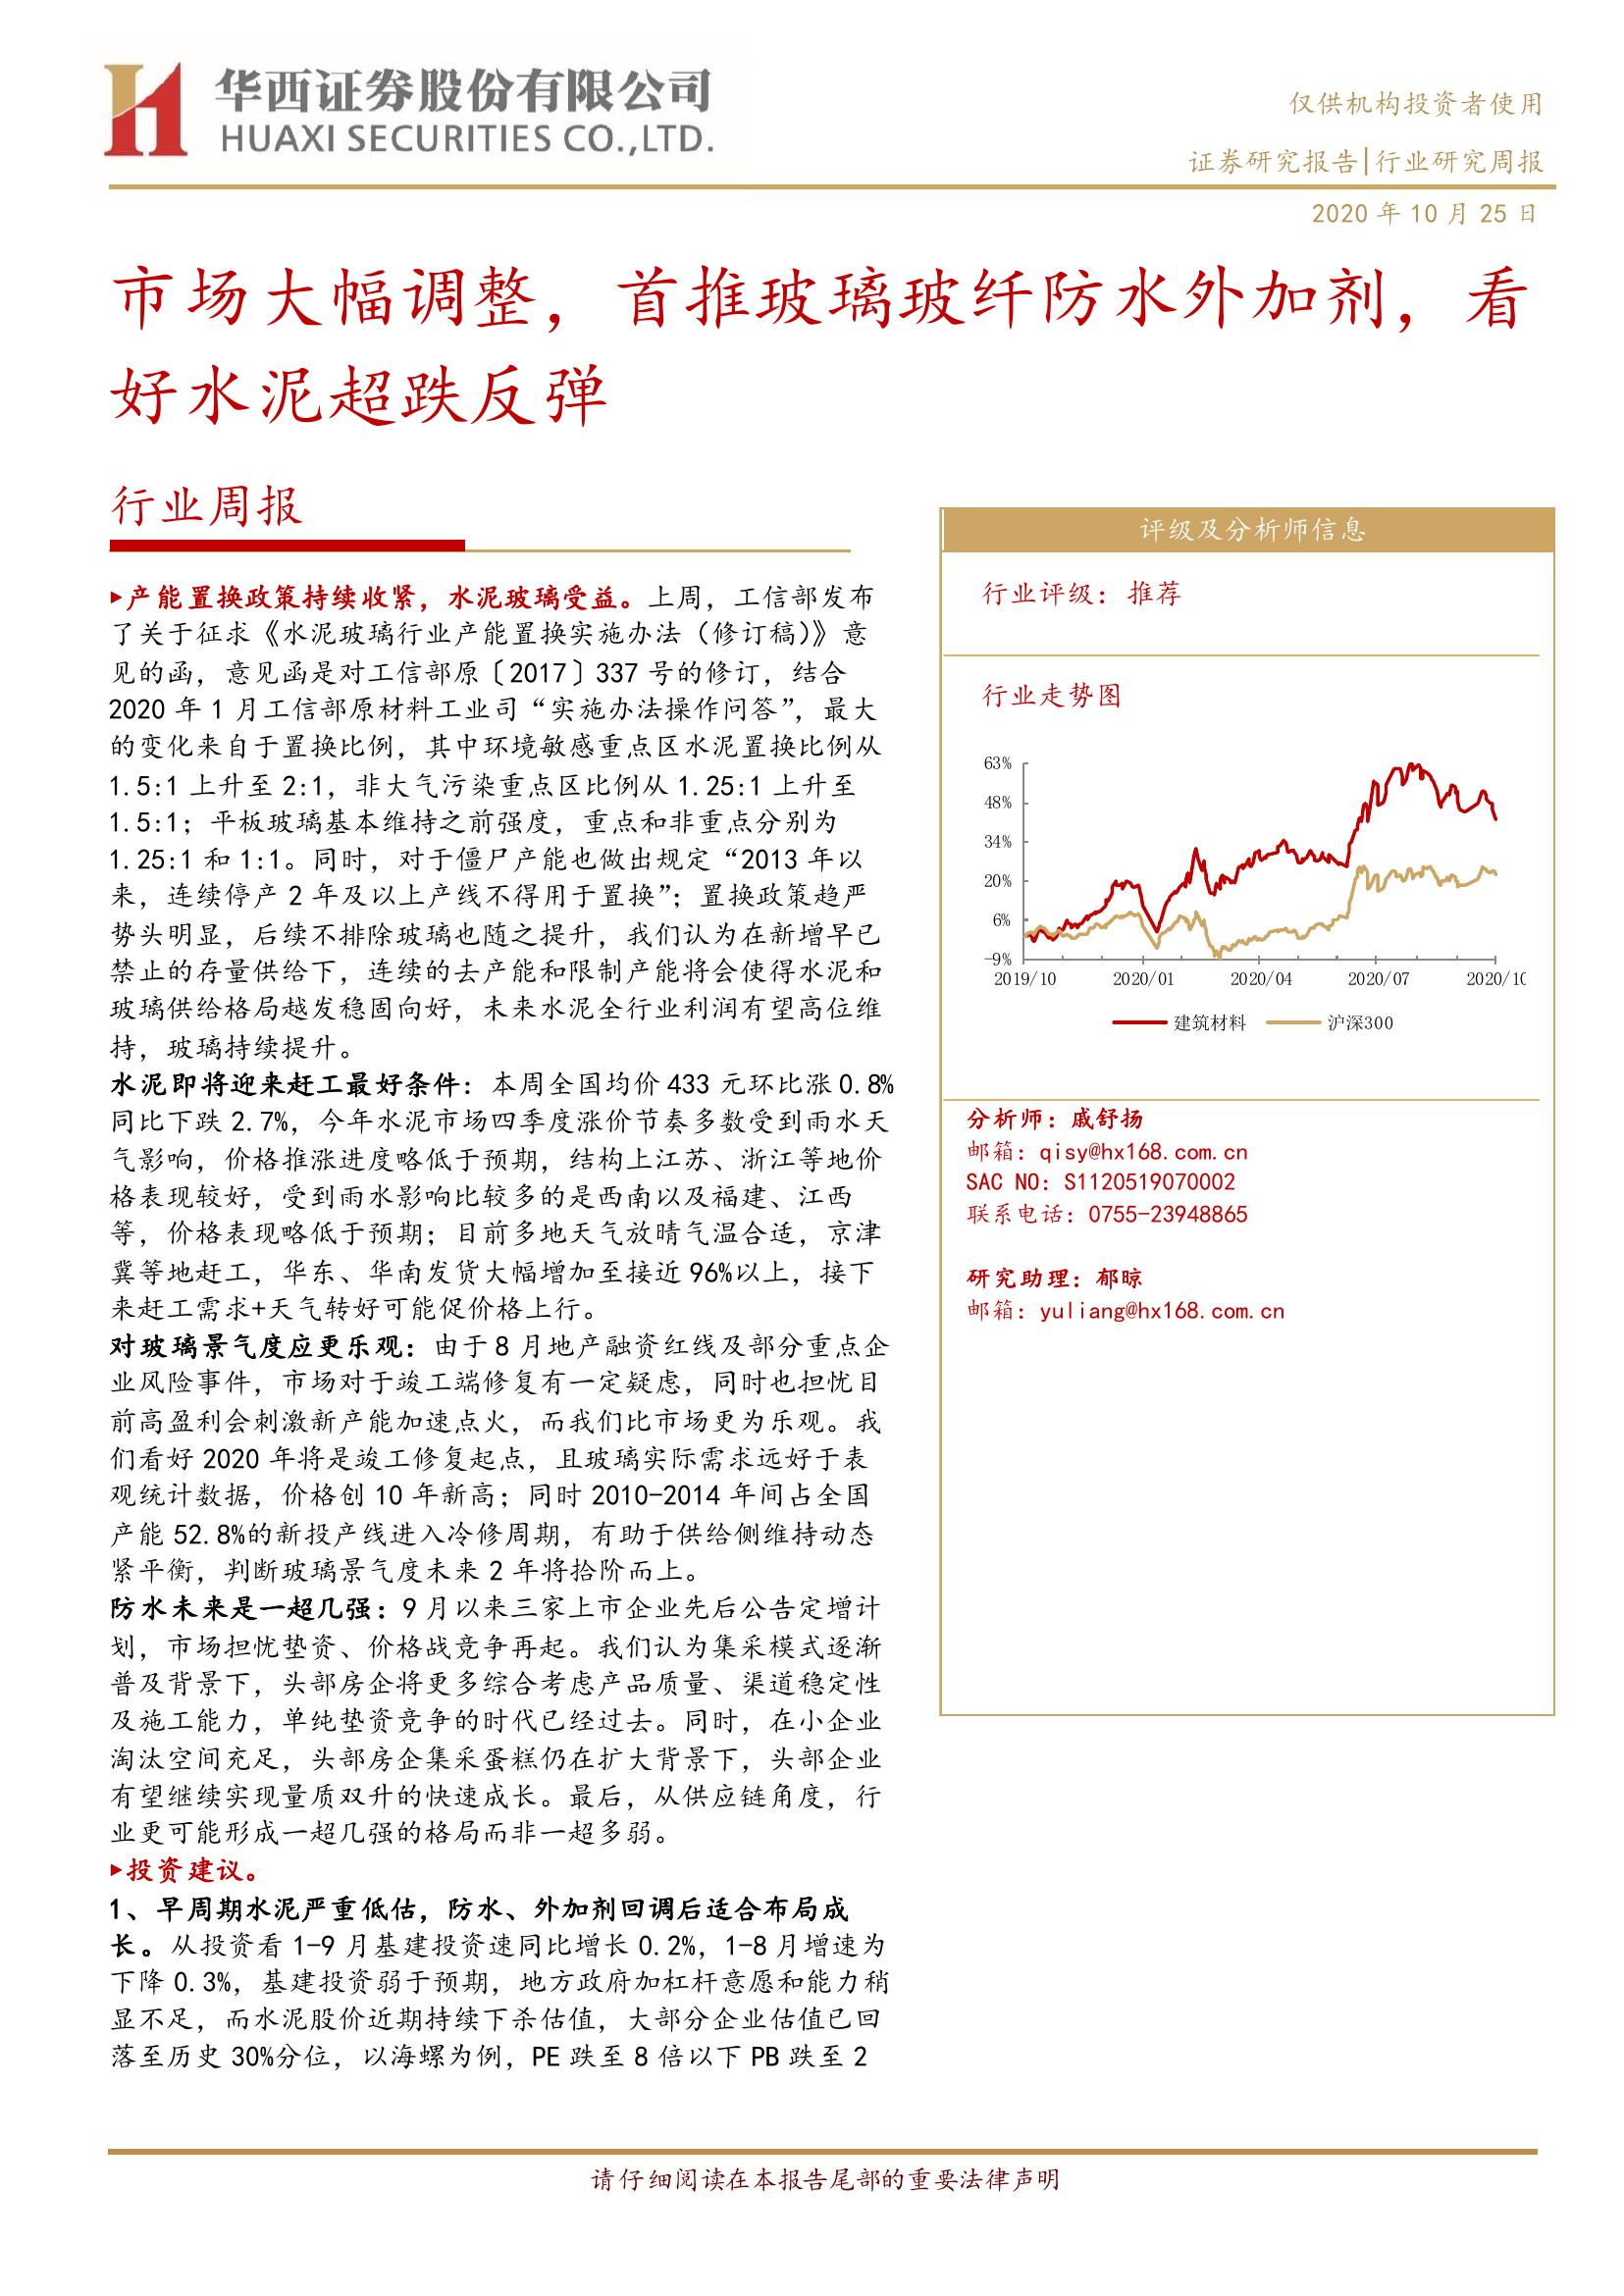 华西证券股份有限公司
HUAXI SECURITIES CO.,LTD.
仅供机构投资者使用
证券研究报告|行业研究周报
2020 年 10 月 25 日
市场大幅调整，首推玻璃玻纤防水外加剂，看
好水泥超跌反弹
行业周报
▸产能置换政策持续收紧，水泥玻璃受益。上周，工信部发布
了关于征求《水泥玻璃行业产能置换实施办法（修订稿）》意
见的函，意见函是对工信部原〔2017〕337 号的修订，结合
2020 年 1 月工信部原材料工业司“实施办法操作问答”，最大
的变化来自于置换比例，其中环境敏感重点区水泥置换比例从
1.5:1 上升至 2:1，非大气污染重点区比例从 1.25:1 上升至
1.5:1；平板玻璃基本维持之前强度，重点和非重点分别为
1.25:1 和 1:1。同时，对于僵尸产能也做出规定“2013 年以
来，连续停产 2 年及以上产线不得用于置换”；置换政策趋严
势头明显，后续不排除玻璃也随之提升，我们认为在新增早已
禁止的存量供给下，连续的去产能和限制产能将会使得水泥和
玻璃供给格局越发稳固向好，未来水泥全行业利润有望高位维
持，玻璃持续提升。
水泥即将迎来赶工最好条件：本周全国均价 433 元环比涨 0.8%
同比下跌 2.7%，今年水泥市场四季度涨价节奏多数受到雨水天
气影响，价格推涨进度略低于预期，结构上江苏、浙江等地价
格表现较好，受到雨水影响比较多的是西南以及福建、江西
等，价格表现略低于预期；目前多地天气放晴气温合适，京津
冀等地赶工，华东、华南发货大幅增加至接近 96%以上，接下
来赶工需求+天气转好可能促价格上行。
对玻璃景气度应更乐观：由于 8 月地产融资红线及部分重点企
业风险事件，市场对于竣工端修复有一定疑虑，同时也担忧目
前高盈利会刺激新产能加速点火，而我们比市场更为乐观。我
们看好 2020 年将是竣工修复起点，且玻璃实际需求远好于表
观统计数据，价格创 10 年新高；同时 2010-2014 年间占全国
产能 52.8%的新投产线进入冷修周期，有助于供给侧维持动态
紧平衡，判断玻璃景气度未来 2 年将拾阶而上。
防水未来是一超几强：9 月以来三家上市企业先后公告定增计
划，市场担忧垫资、价格战竞争再起。我们认为集采模式逐渐
普及背景下，头部房企将更多综合考虑产品质量、渠道稳定性
及施工能力，单纯垫资竞争的时代已经过去。同时，在小企业
淘汰空间充足，头部房企集采蛋糕仍在扩大背景下，头部企业
有望继续实现量质双升的快速成长。最后，从供应链角度，行
业更可能形成一超几强的格局而非一超多弱。
▸投资建议。
1、早周期水泥严重低估，防水、外加剂回调后适合布局成
长。从投资看 1-9 月基建投资速同比增长 0.2%，1-8 月增速为
下降 0.3%，基建投资弱于预期，地方政府加杠杆意愿和能力稍
显不足，而水泥股价近期持续下杀估值，大部分企业估值已回
落至历史 30%分位，以海螺为例，PE 跌至 8 倍以下 PB 跌至 2
评级及分析师信息
行业评级：推荐
行业走势图
63%
48%
34%
20%
6%
-9%
2019/10 2020/01 2020/04 2020/07 2020/10
建筑材料 沪深300
分析师：戚舒扬
邮箱：qisy@hx168.com.cn
SAC NO：S1120519070002
联系电话：0755-23948865
研究助理：郁晾
邮箱：yuliang@hx168.com.cn
请仔细阅读在本报告尾部的重要法律声明